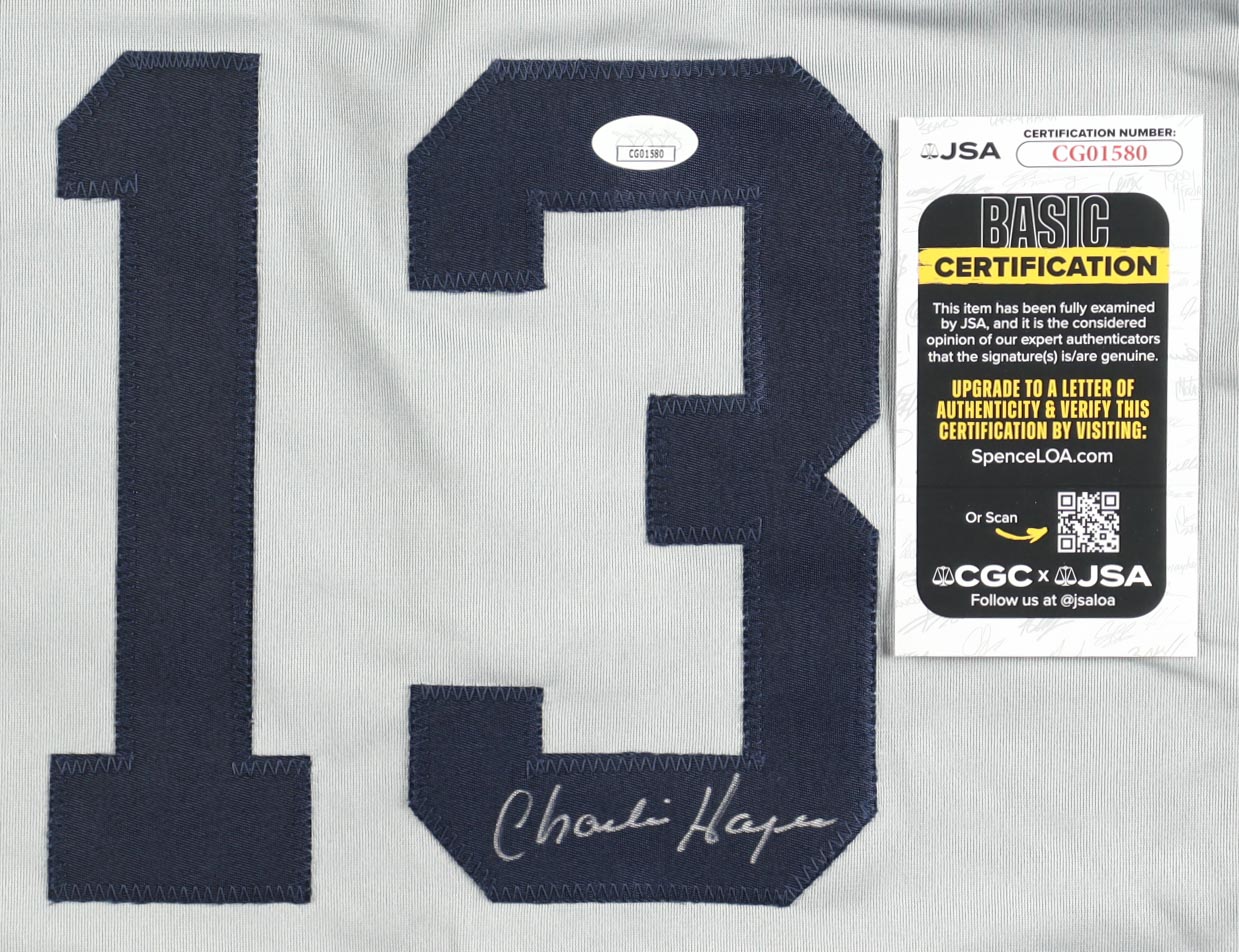 13
CG01580
Charlie Hayes
JSA
CERTIFICATION NUMBER:
CG01580
BASIC
CERTIFICATION
This item has been fully examined
by JSA, and it is the considered
opinion of our expert authenticators
that the signature(s) is/are genuine.
UPGRADE TO A LETTER OF
AUTHENTICITY & VERIFY THIS
CERTIFICATION BY VISITING:
SpenceLOA.com
Or Scan
CGC x JSA
Follow us at @jsaloa